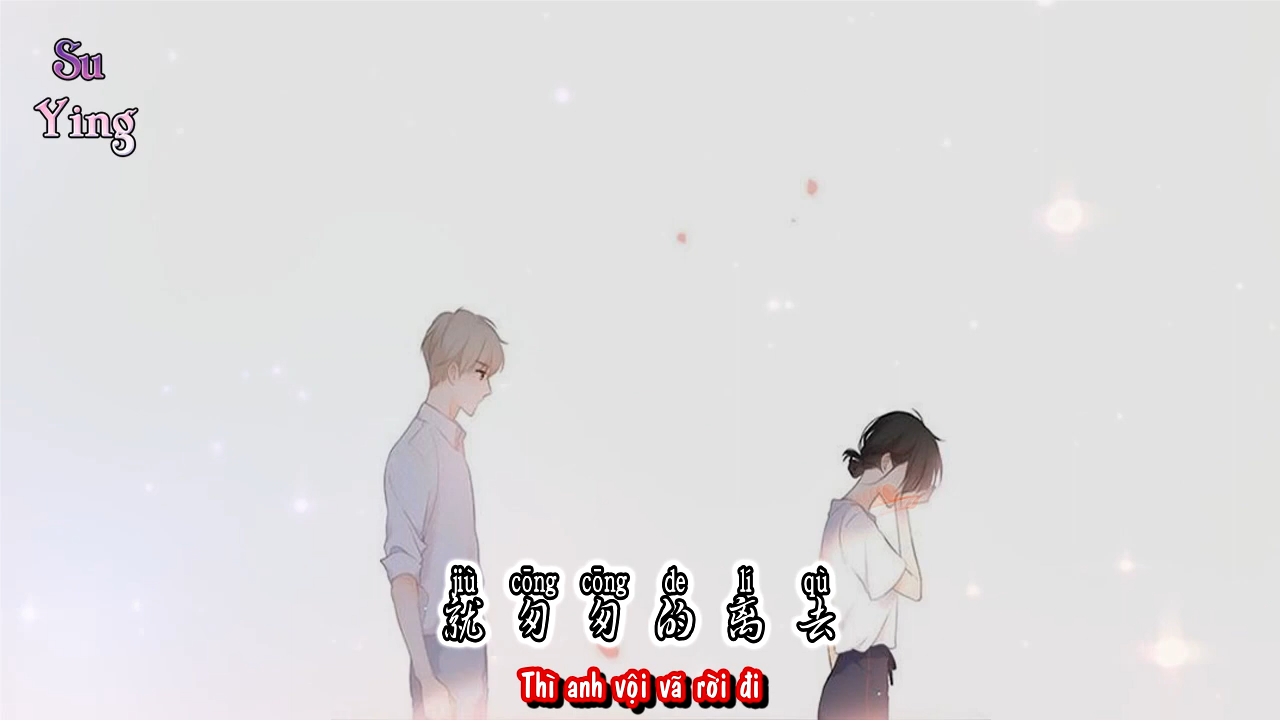 Su
Ying
jiù cōng cōng de lí qù
就 匆 匆 的 离 去
Thì anh vội vã rời đi